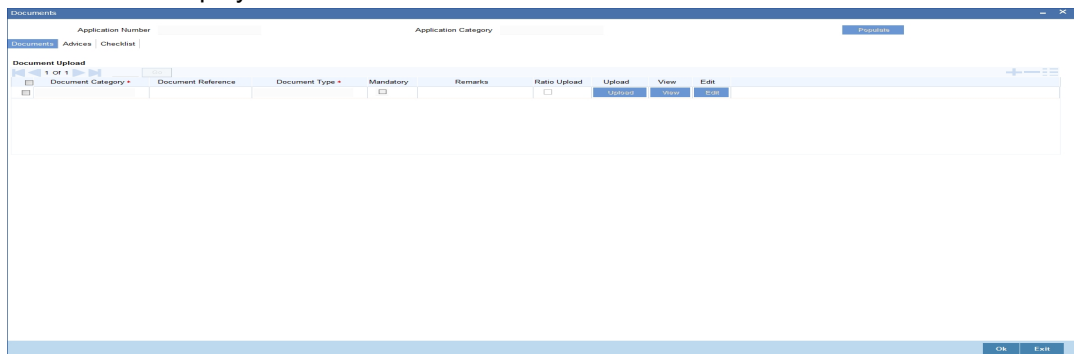 Documents
Application Number Application Category Populate
Documents Advices Checklist
Document Upload
1 Of 1
Document Category * Document Reference Document Type * Mandatory Remarks Ratio Upload Upload View Edit
Upload View Edit
Ok Exit